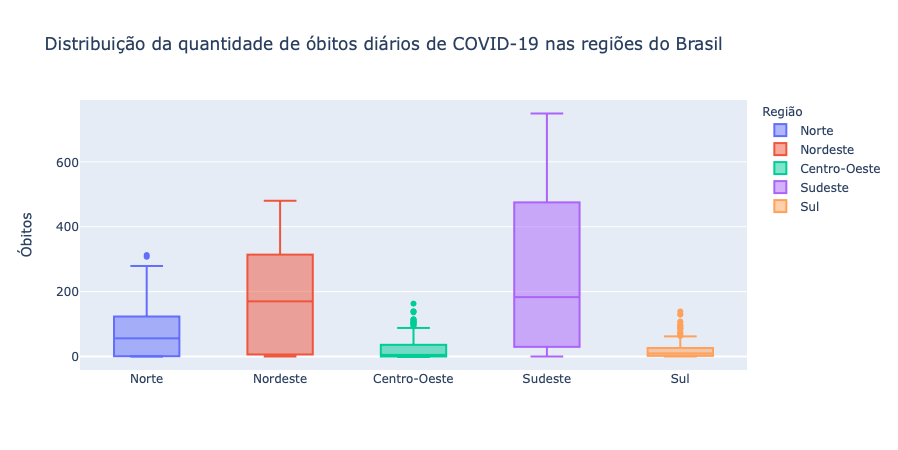 Distribuição da quantidade de óbitos diários de COVID-19 nas regiões do Brasil
Região
Norte
Nordeste
Centro-Oeste
Sudeste
Sul
Óbitos
600
400
200
0
Norte
Nordeste
Centro-Oeste
Sudeste
Sul